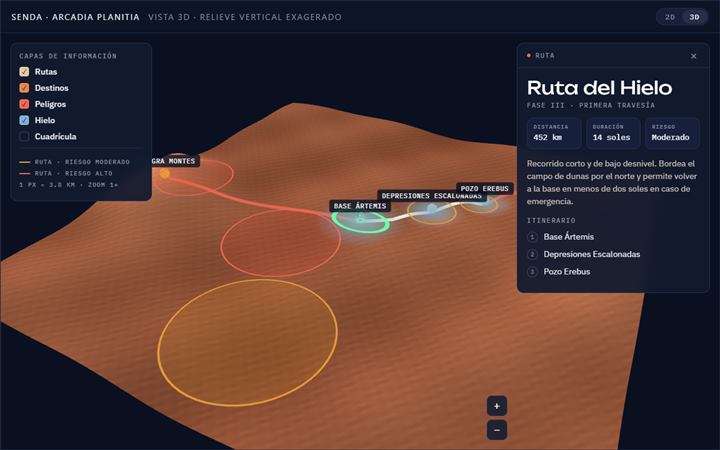 SENDA · ARCADIA PLANITIA VISTA 3D · RELIEVE VERTICAL EXAGERADO
2D 3D
CAPAS DE INFORMACIÓN
Rutas
Destinos
Peligros
Hielo
Cuadrícula
RUTA · RIESGO MODERADO
RUTA · RIESGO ALTO
1 PX ≈ 3,8 KM · ZOOM 1×
GRA MONTES
BASE ÁRTEMIS
DEPRESIONES ESCALONADAS
POZO EREBUS
RUTA
Ruta del Hielo
FASE III · PRIMERA TRAVESÍA
DISTANCIA
452 km
DURACIÓN
14 soles
RIESGO
Moderado
Recorrido corto y de bajo desnivel. Bordea el
campo de dunas por el norte y permite volver
a la base en menos de dos soles en caso de
emergencia.
ITINERARIO
1 Base Ártemis
2 Depresiones Escalonadas
3 Pozo Erebus
+
−